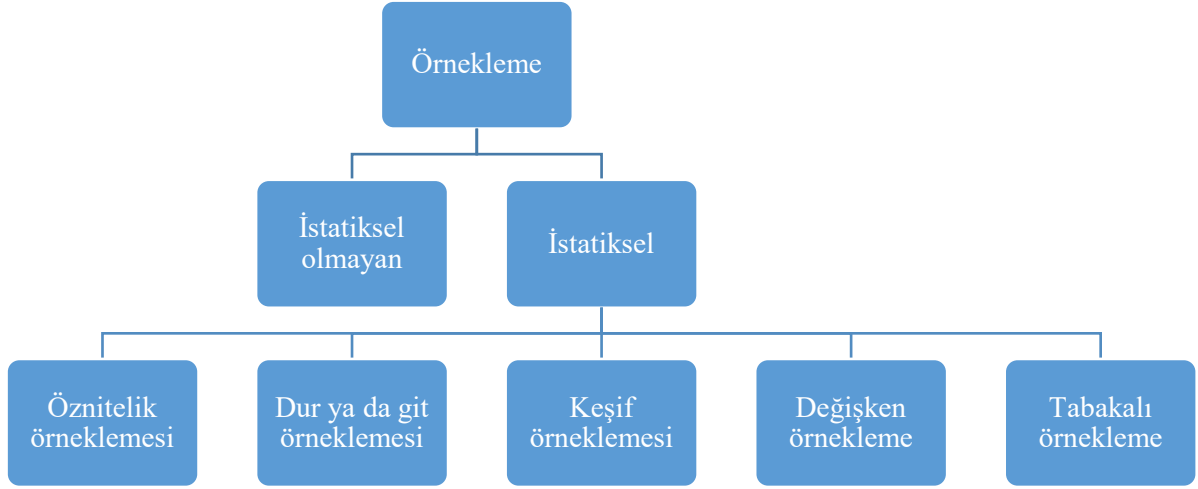 Örnekleme
İstatiksel
olmayan
İstatiksel
Öznitelik
örneklemesi
Dur ya da git
örneklemesi
Keşif
örneklemesi
Değişken
örnekleme
Tabakalı
örnekleme